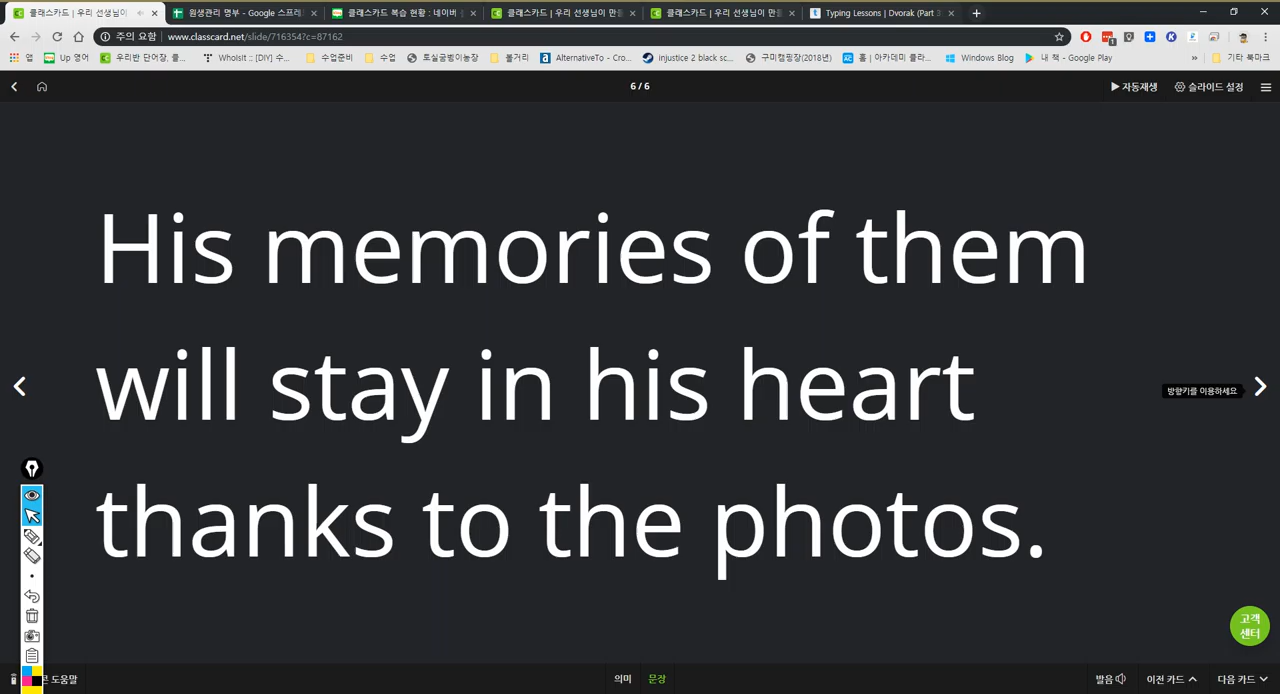 클래스카드 | 우리 선생님이
원생관리 명부 - Google 스프레
클래스카드 복습 현황 : 네이버
클래스카드 | 우리 선생님이 만든
클래스카드 | 우리 선생님이 만든
Typing Lessons | Dvorak (Part 3
주의 요함
www.classcard.net/slide/716354?c=87162
앱
Up 영어
우리반 단어장, 클...
WhoIst :: [DIY] 수...
수업준비
수업
토실굼벵이농장
볼거리
AlternativeTo - Cro...
injustice 2 black sc...
구미캠핑장(2018년)
홈 | 아카데미 클라...
Windows Blog
내 책 - Google Play
»
기타 북마크
6 / 6
자동재생
슬라이드 설정
His memories of them
will stay in his heart
thanks to the photos.
방향키를 이용하세요
고객
센터
도움말
의미
문장
발음
이전 카드
다음 카드